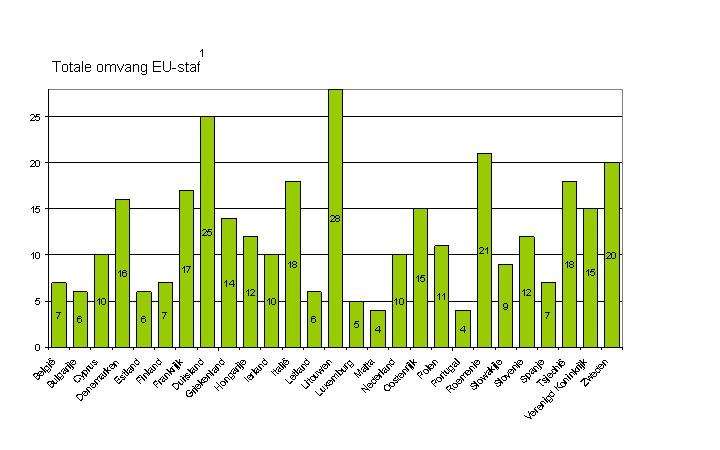 Totale omvang EU-staf 1
25
20
15
10
5
0
7 6 10 16 6 7 17 25 14 12 10 18 6 28 5 4 10 15 11 4 21 9 12 7 18 15 20
België
Bulgarije
Cyprus
Denemarken
Estland
Finland
Frankrijk
Duitsland
Griekenland
Hongarije
Ierland
Italië
Letland
Litouwen
Luxemburg
Malta
Nederland
Oostenrijk
Polen
Portugal
Roemenie
Slowakije
Slovenie
Spanje
Tsjechië
Verenigd Koninkrijk
Zweden